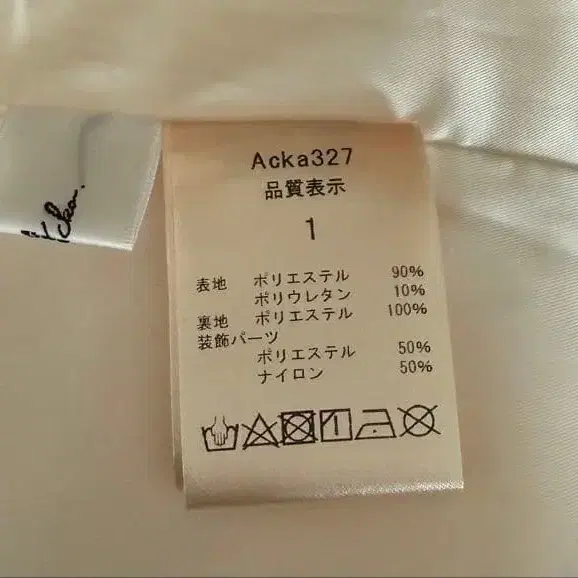 Acka327
品質表示
1
表地 ポリエステル 90%
ポリウレタン 10%
裏地 ポリエステル 100%
装飾パーツ
ポリエステル 50%
ナイロン 50%